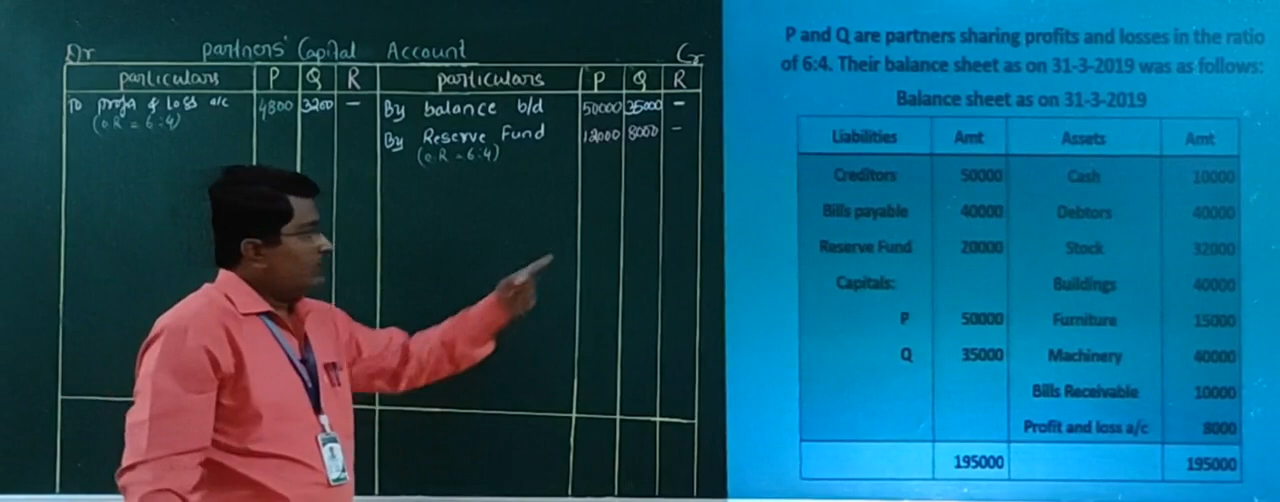 Dr partners' Capital Account Cr
particulars P Q R particulars P Q R
To profit & Loss a/c 4800 3200 - By balance b/d 50000 35000 -
(O R = 6:4) By Reserve Fund 12000 8000 -
(O R = 6:4)
P and Q are partners sharing profits and losses in the ratio
of 6:4. Their balance sheet as on 31-3-2019 was as follows:
Balance sheet as on 31-3-2019
Liabilities Amt Assets Amt
Creditors 50000 Cash 10000
Bills payable 40000 Debtors 40000
Reserve Fund 20000 Stock 32000
Capitals: Buildings 40000
P 50000 Furniture 15000
Q 35000 Machinery 40000
Bills Receivable 10000
Profit and loss a/c 8000
195000 195000